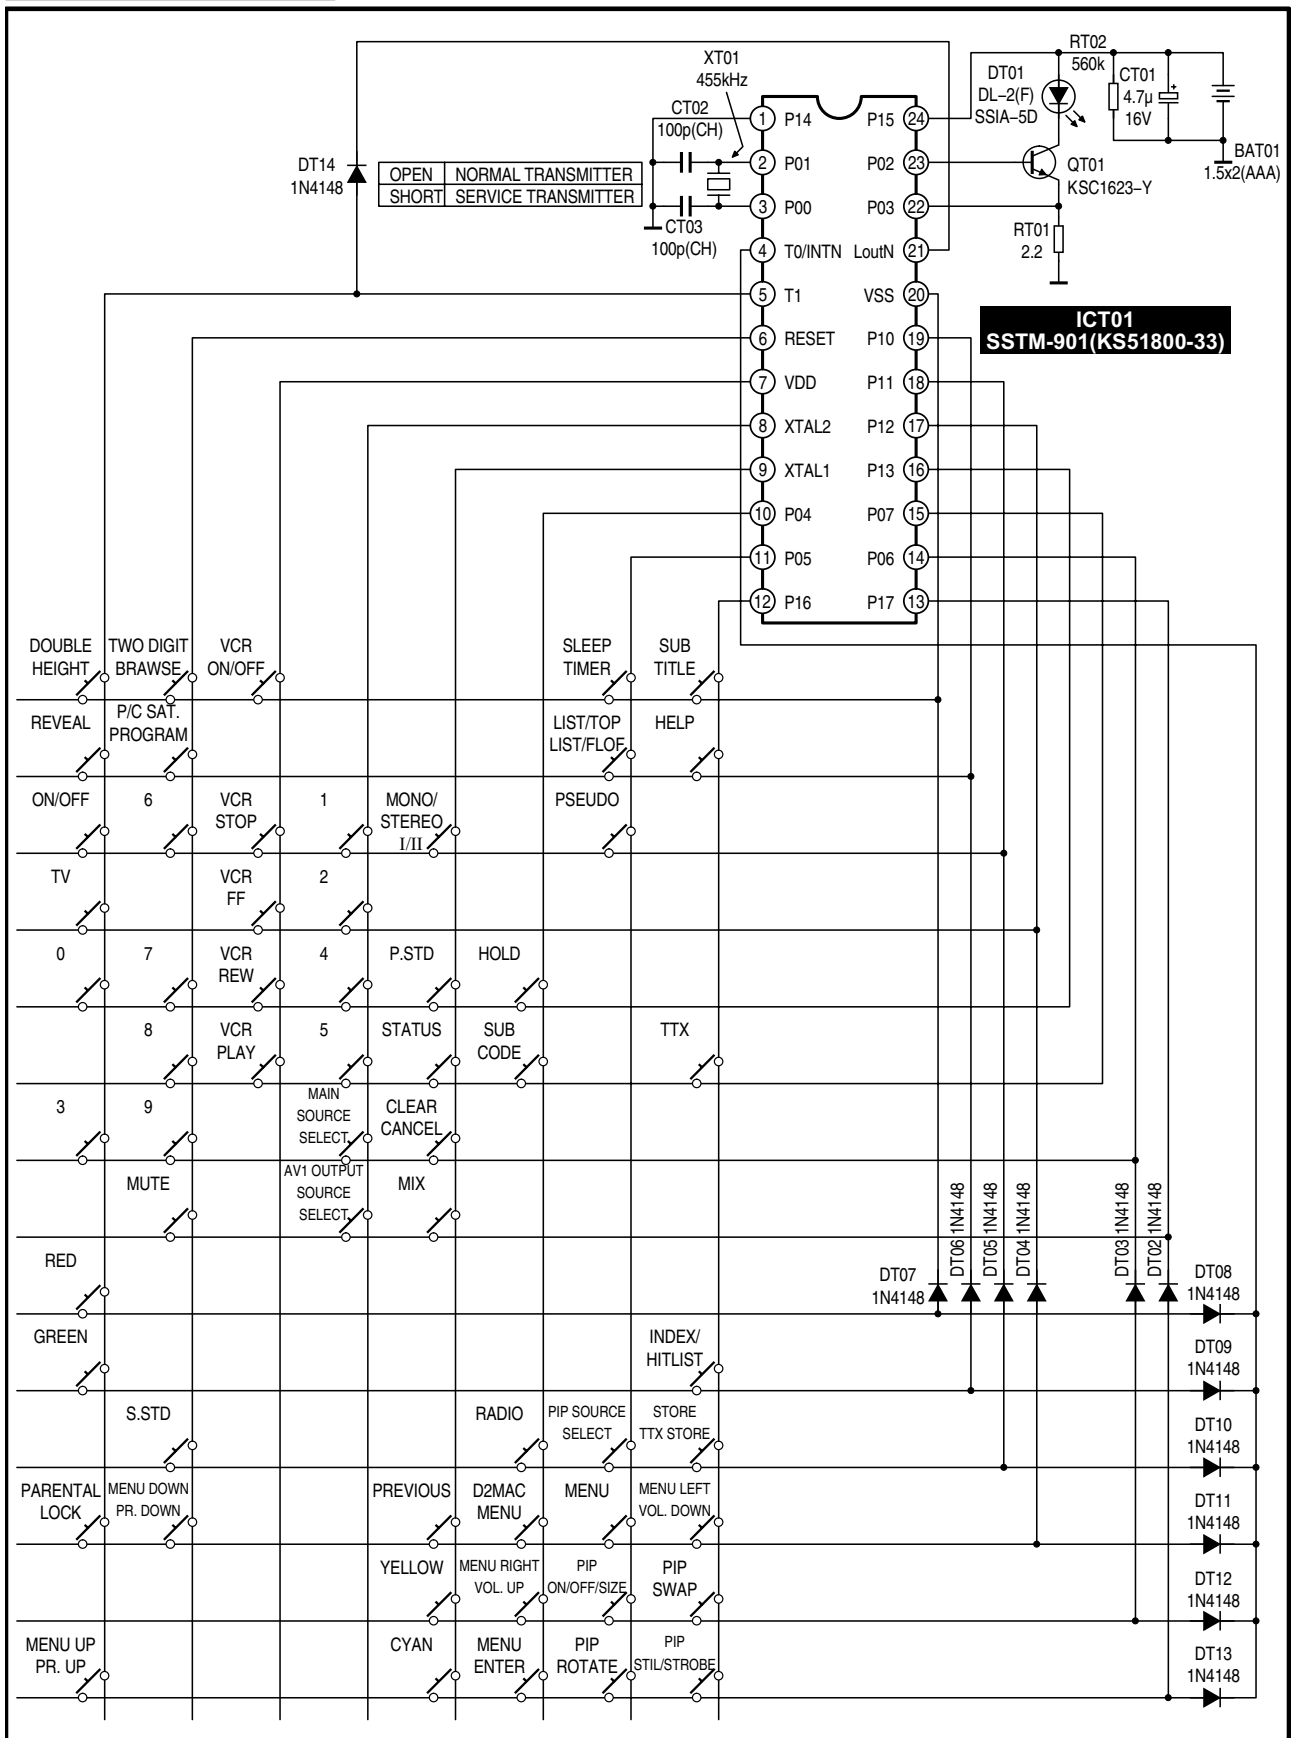 RT02
560k
XT01
455kHz
DT01
DL–2(F)
SSIA–5D
CT01
4.7µ
16V
+
CT02
100p(CH)
DT14
1N4148
OPEN NORMAL TRANSMITTER
SHORT SERVICE TRANSMITTER
CT03
100p(CH)
QT01
KSC1623–Y
BAT01
1.5x2(AAA)
RT01
2.2
1 P14 P15 24
2 P01 P02 23
3 P00 P03 22
4 T0/INTN LoutN 21
5 T1 VSS 20
6 RESET P10 19
7 VDD P11 18
8 XTAL2 P12 17
9 XTAL1 P13 16
10 P04 P07 15
11 P05 P06 14
12 P16 P17 13
ICT01
SSTM-901(KS51800-33)
DOUBLE
HEIGHT
TWO DIGIT
BRAWSE
VCR
ON/OFF
SLEEP
TIMER
SUB
TITLE
REVEAL
P/C SAT.
PROGRAM
LIST/TOP
LIST/FLOF
HELP
ON/OFF
6
VCR
STOP
1
MONO/
STEREO
I/II
PSEUDO
TV
VCR
FF
2
0
7
VCR
REW
4
P.STD
HOLD
8
VCR
PLAY
5
STATUS
SUB
CODE
TTX
3
9
MAIN
SOURCE
SELECT
CLEAR
CANCEL
MUTE
AV1 OUTPUT
SOURCE
SELECT
MIX
RED
DT07
1N4148
DT06 1N4148
DT05 1N4148
DT04 1N4148
DT03 1N4148
DT02 1N4148
DT08
1N4148
GREEN
INDEX/
HITLIST
DT09
1N4148
S.STD
RADIO
PIP SOURCE
SELECT
STORE
TTX STORE
DT10
1N4148
PARENTAL
LOCK
MENU DOWN
PR. DOWN
PREVIOUS
D2MAC
MENU
MENU
MENU LEFT
VOL. DOWN
DT11
1N4148
YELLOW
MENU RIGHT
VOL. UP
PIP
ON/OFF/SIZE
PIP
SWAP
DT12
1N4148
MENU UP
PR. UP
CYAN
MENU
ENTER
PIP
ROTATE
PIP
STIL/STROBE
DT13
1N4148